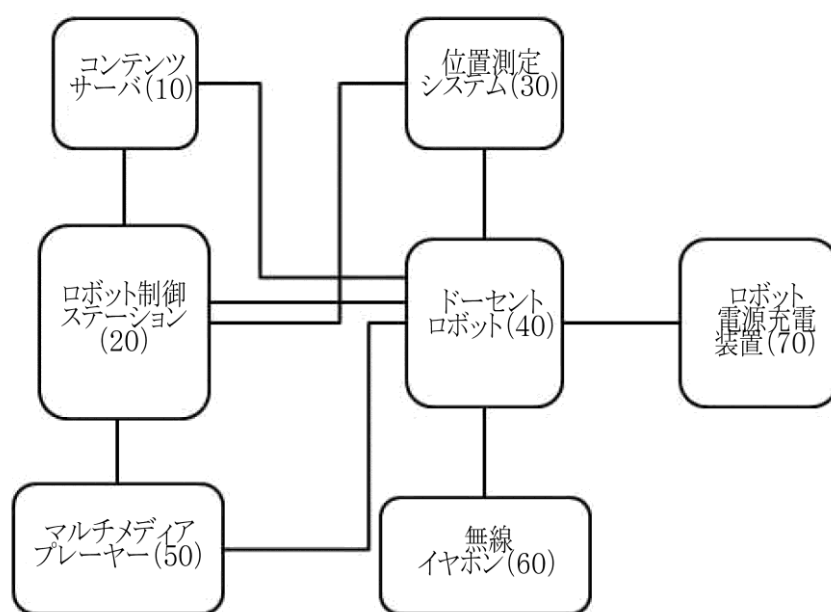 コンテンツ
サーバ(10)
位置測定
システム(30)
ロボット制御
ステーション
(20)
ドーセント
ロボット(40)
ロボット
電源充電
装置(70)
マルチメディア
プレーヤー(50)
無線
イヤホン(60)